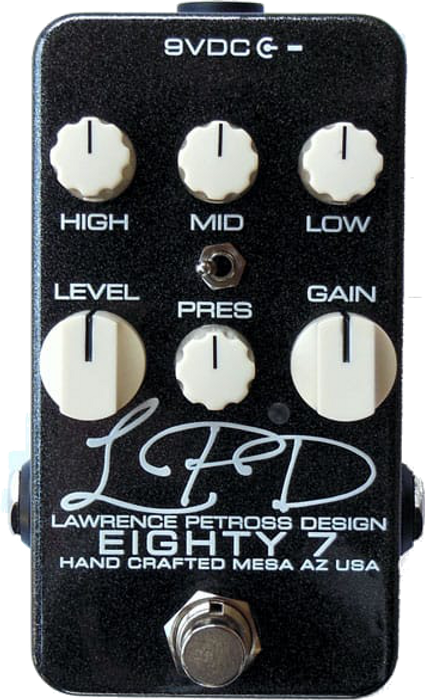 9VDC -
HIGH MID LOW
LEVEL PRES GAIN
LPD
LAWRENCE PETROSS DESIGN
EIGHTY 7
HAND CRAFTED MESA AZ USA